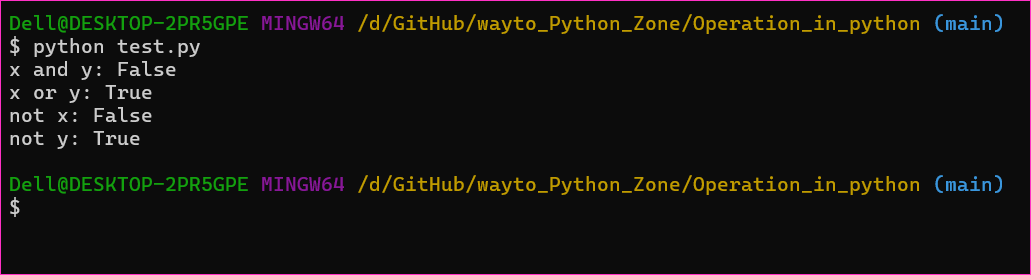 Dell@DESKTOP-2PR5GPE MINGW64 /d/GitHub/wayto_Python_Zone/Operation_in_python (main)
$ python test.py
x and y: False
x or y: True
not x: False
not y: True
Dell@DESKTOP-2PR5GPE MINGW64 /d/GitHub/wayto_Python_Zone/Operation_in_python (main)
$